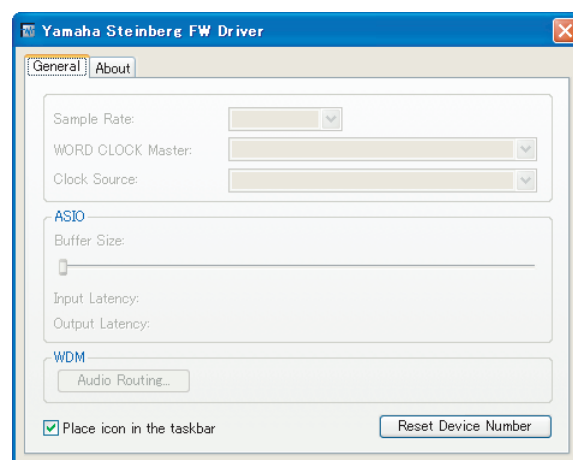 Yamaha Steinberg FW Driver
General About
Sample Rate:
WORD CLOCK Master:
Clock Source:
ASIO
Buffer Size:
Input Latency:
Output Latency:
WDM
Audio Routing...
Place icon in the taskbar Reset Device Number